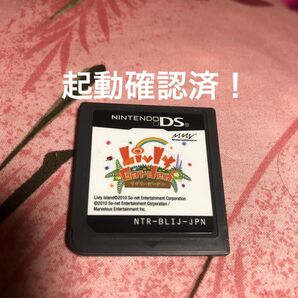 NINTENDO DS
起動確認済！
Livly
Garden
リヴリーガーデン
Livly Island©2010 So-net Entertainment Corporation
©2010 So-net Entertainment Corporation /
Marvelous Entertainment Inc.
NTR-BLIJ-JPN